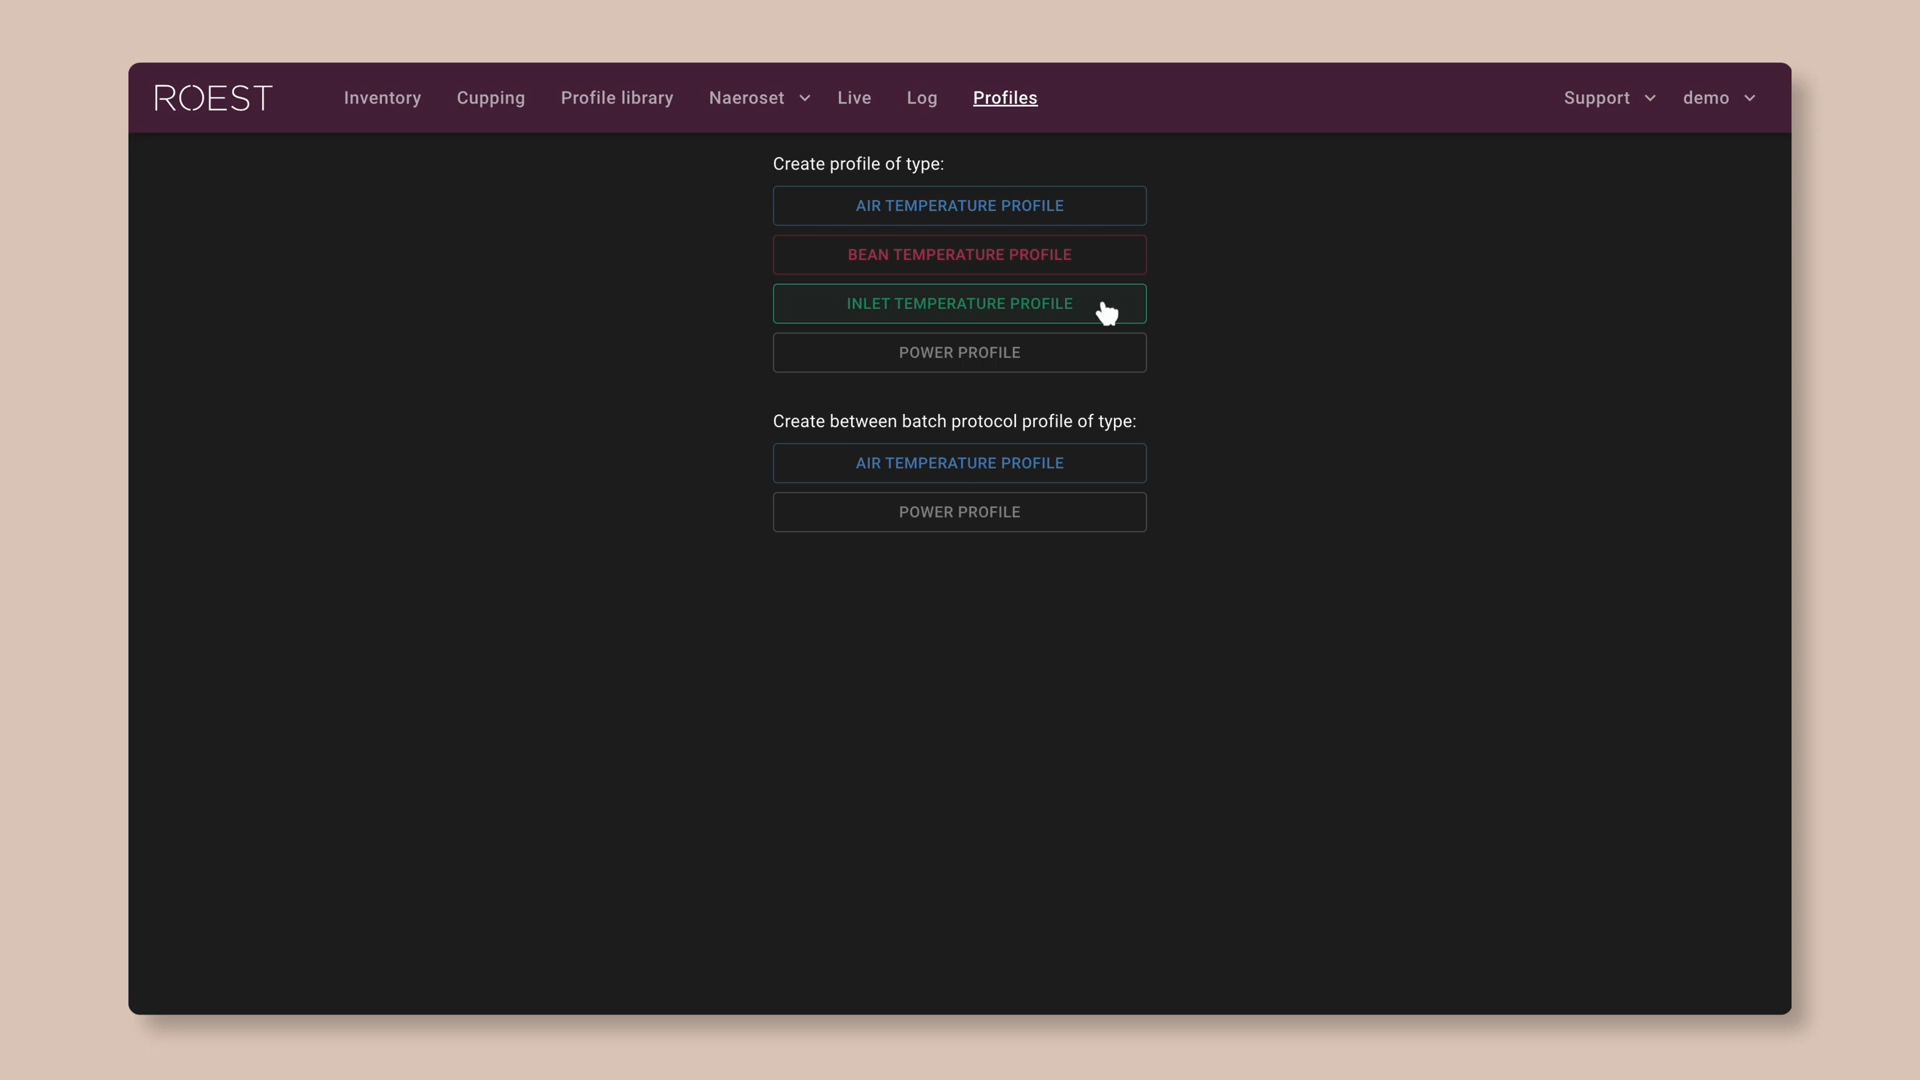 ROEST Inventory Cupping Profile library Naeroset Live Log Profiles Support demo
Create profile of type:
AIR TEMPERATURE PROFILE
BEAN TEMPERATURE PROFILE
INLET TEMPERATURE PROFILE
POWER PROFILE
Create between batch protocol profile of type:
AIR TEMPERATURE PROFILE
POWER PROFILE